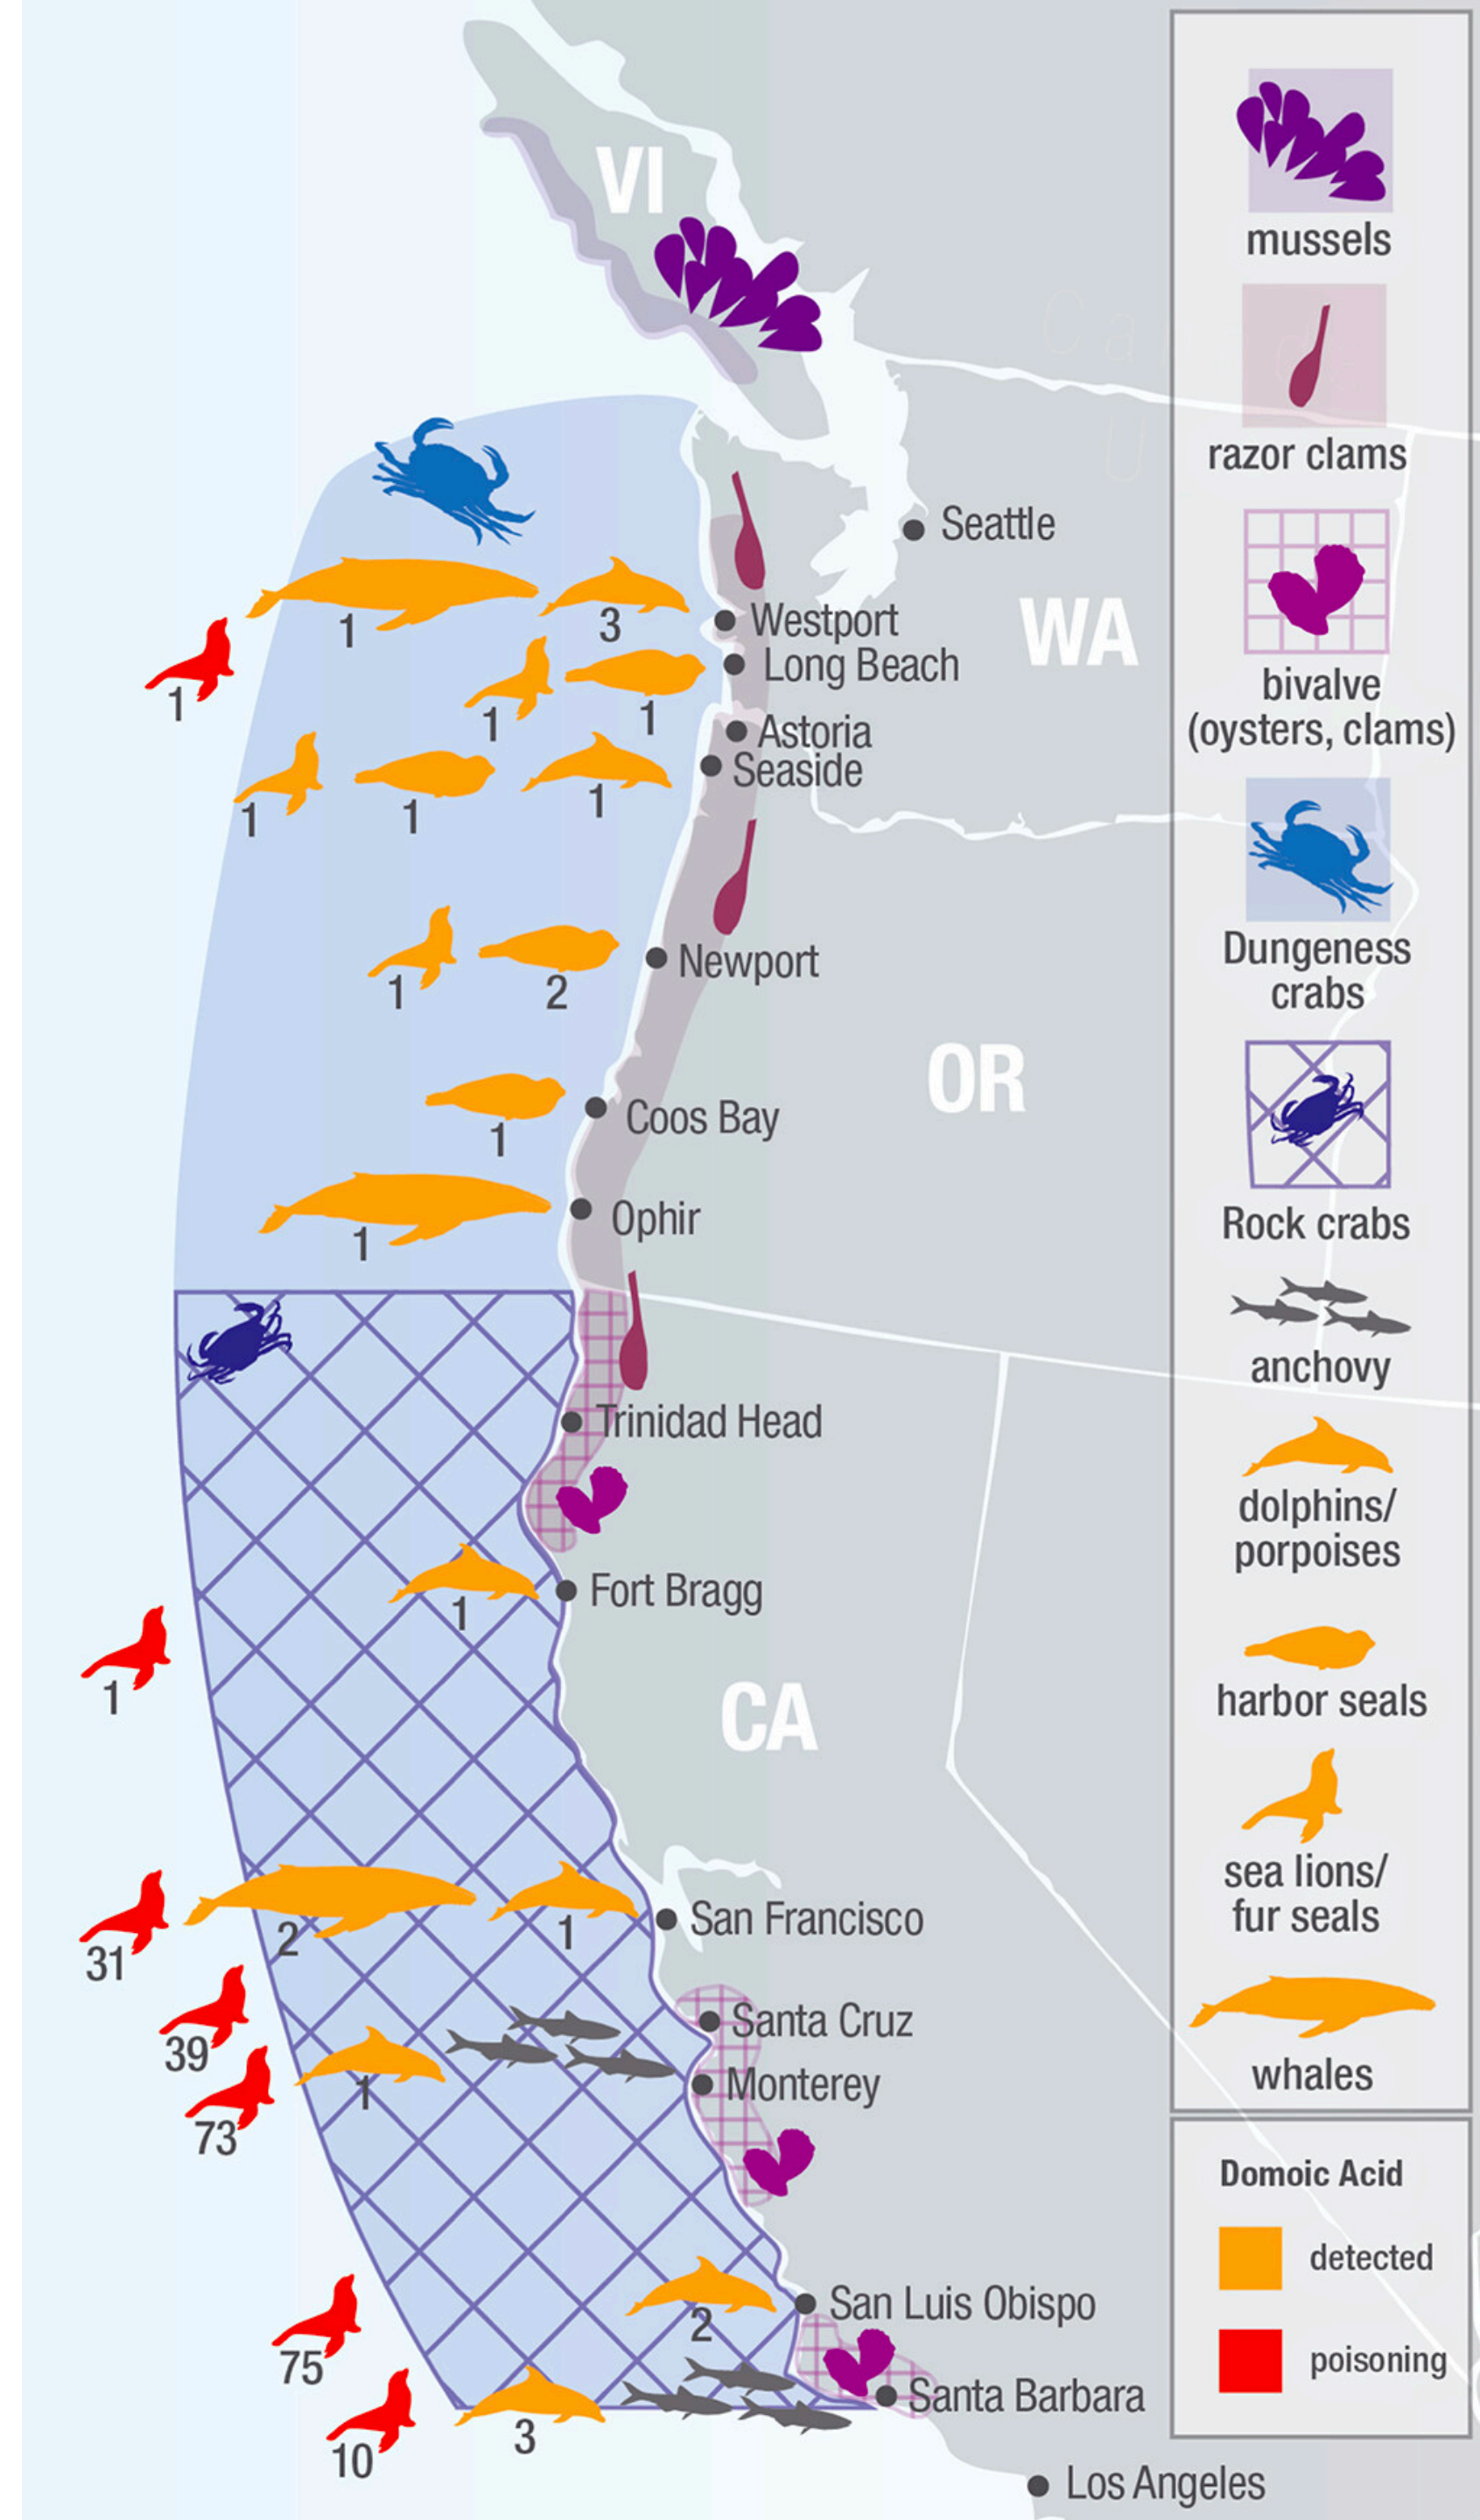 VI
Seattle
WA
1
3
Westport
1
1
1
Long Beach
Astoria
Seaside
1
1
1
Newport
1
2
OR
Coos Bay
1
Ophir
1
Trinidad Head
Fort Bragg
1
1
CA
San Francisco
31
2
1
Santa Cruz
39
Monterey
1
73
San Luis Obispo
2
75
Santa Barbara
3
10
Los Angeles
mussels
razor clams
bivalve
(oysters, clams)
Dungeness
crabs
Rock crabs
anchovy
dolphins/
porpoises
harbor seals
sea lions/
fur seals
whales
Domoic Acid
detected
poisoning